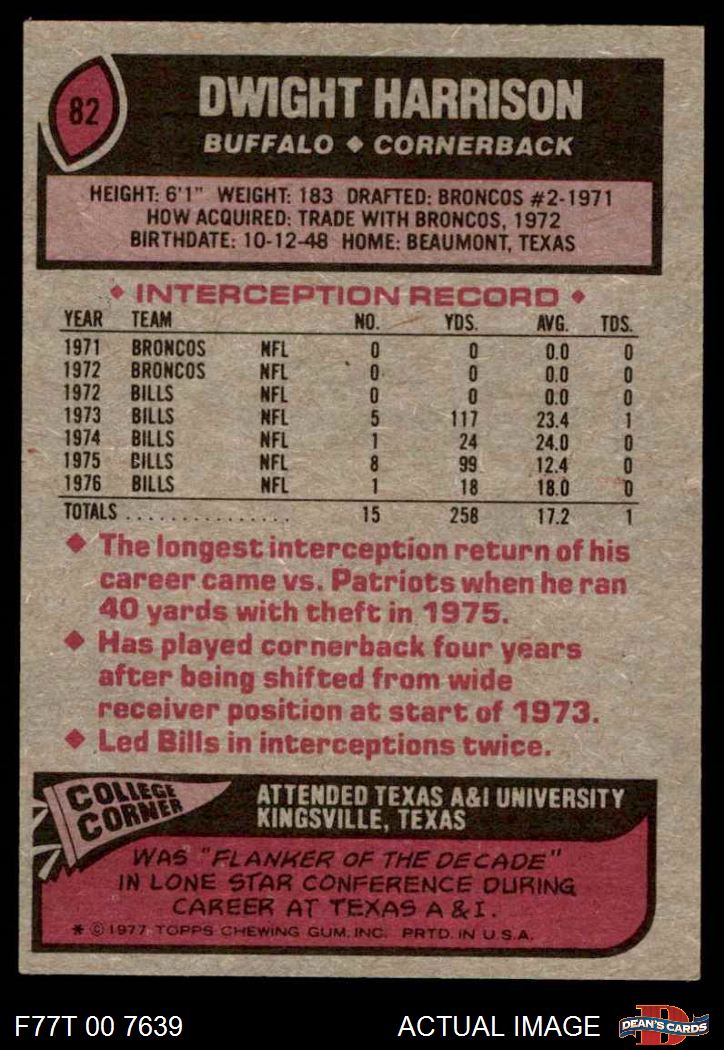 82
DWIGHT HARRISON
BUFFALO ◆ CORNERBACK
HEIGHT: 6'1" WEIGHT: 183 DRAFTED: BRONCOS #2-1971
HOW ACQUIRED: TRADE WITH BRONCOS, 1972
BIRTHDATE: 10-12-48 HOME: BEAUMONT, TEXAS
◆ INTERCEPTION RECORD ◆
YEAR TEAM NO. YDS. AVG. TDS.
1971 BRONCOS NFL 0 0 0.0 0
1972 BRONCOS NFL 0 0 0.0 0
1972 BILLS NFL 0 0 0.0 0
1973 BILLS NFL 5 117 23.4 1
1974 BILLS NFL 1 24 24.0 0
1975 BILLS NFL 8 99 12.4 0
1976 BILLS NFL 1 18 18.0 0
TOTALS ................ 15 258 17.2 1
◆ The longest interception return of his
career came vs. Patriots when he ran
40 yards with theft in 1975.
◆ Has played cornerback four years
after being shifted from wide
receiver position at start of 1973.
◆ Led Bills in interceptions twice.
COLLEGE
CORNER
ATTENDED TEXAS A&I UNIVERSITY
KINGSVILLE, TEXAS
WAS "FLANKER OF THE DECADE"
IN LONE STAR CONFERENCE DURING
CAREER AT TEXAS A & I.
* © 1977 TOPPS CHEWING GUM, INC. PRTD. IN U.S.A.
F77T 00 7639
ACTUAL IMAGE
D
DEAN'S CARDS